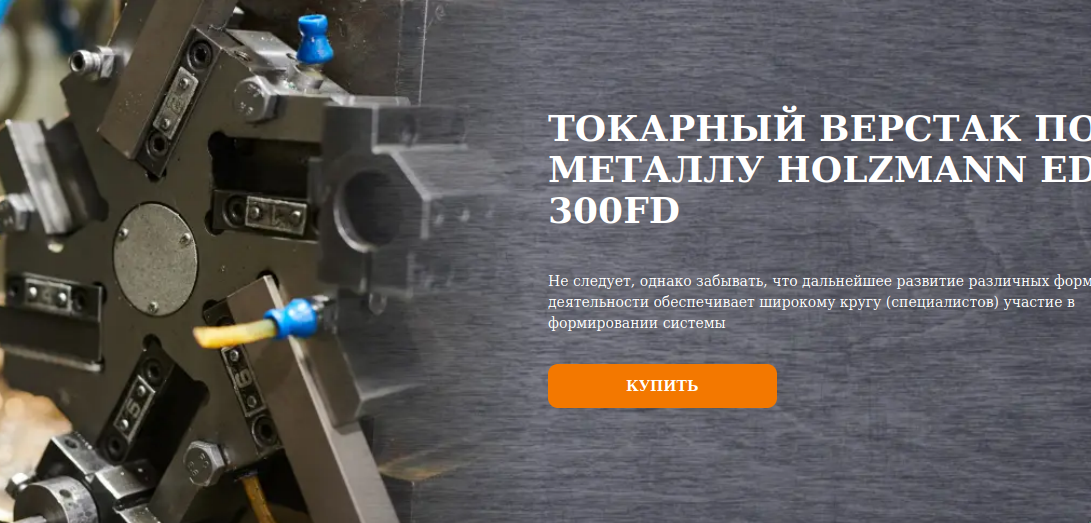 ТОКАРНЫЙ ВЕРСТАК ПО
МЕТАЛЛУ HOLZMANN ED
300FD
Не следует, однако забывать, что дальнейшее развитие различных форм
деятельности обеспечивает широкому кругу (специалистов) участие в
формировании системы
КУПИТЬ